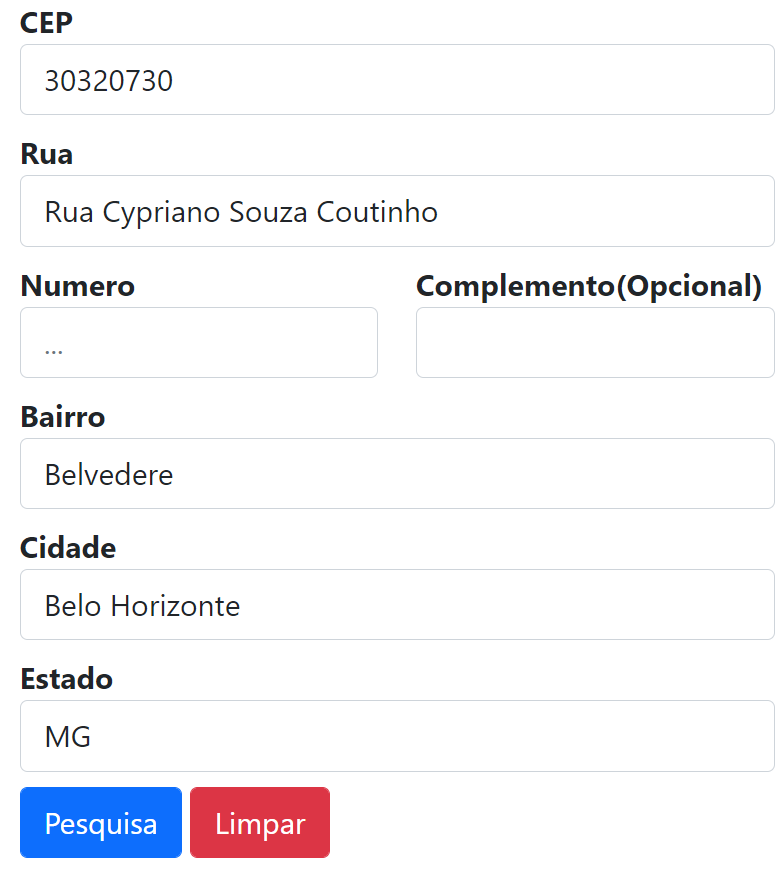 CEP
30320730
Rua
Rua Cypriano Souza Coutinho
Numero Complemento(Opcional)
...
Bairro
Belvedere
Cidade
Belo Horizonte
Estado
MG
Pesquisa Limpar